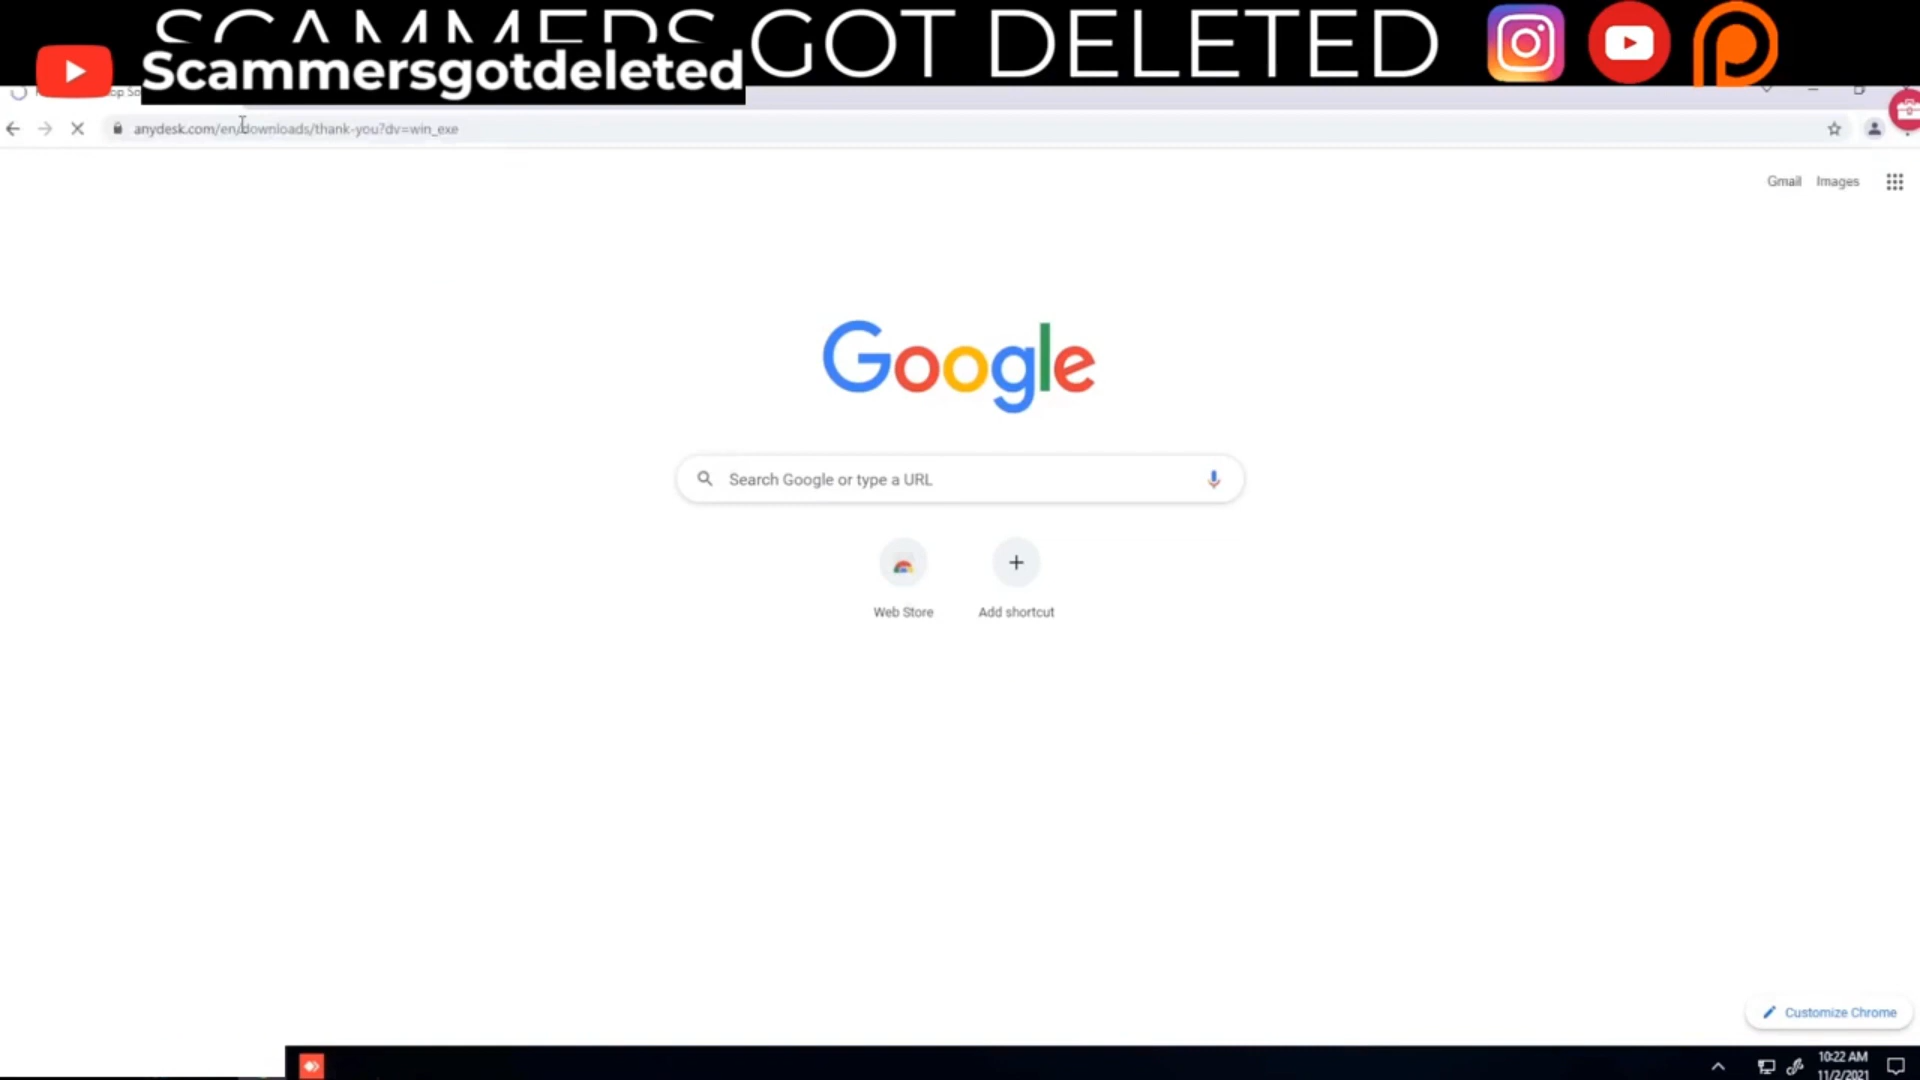 SCAMMERS GOT DELETED
Scammersgotdeleted
anydesk.com/en/downloads/thank-you?dv=win_exe
Gmail Images
Google
Search Google or type a URL
Web Store
Add shortcut
Customize Chrome
10:22 AM
11/2/2021